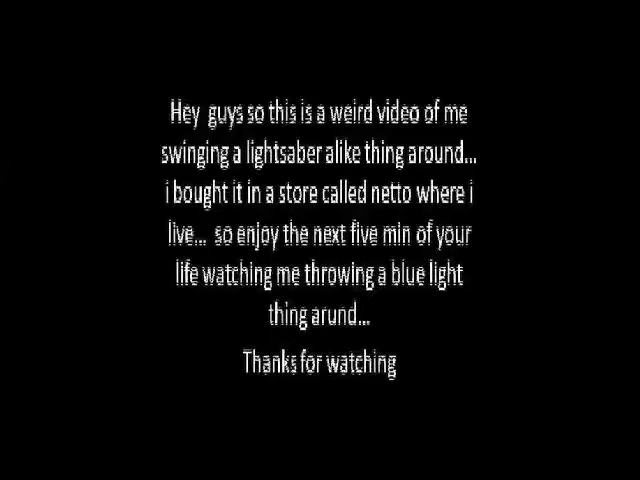 Hey  guys so this is a weird video of me
swinging a lightsaber alike thing around...
i bought it in a store called netto where i
live...  so enjoy the next five min of your
life watching me throwing a blue light
thing arund...
Thanks for watching